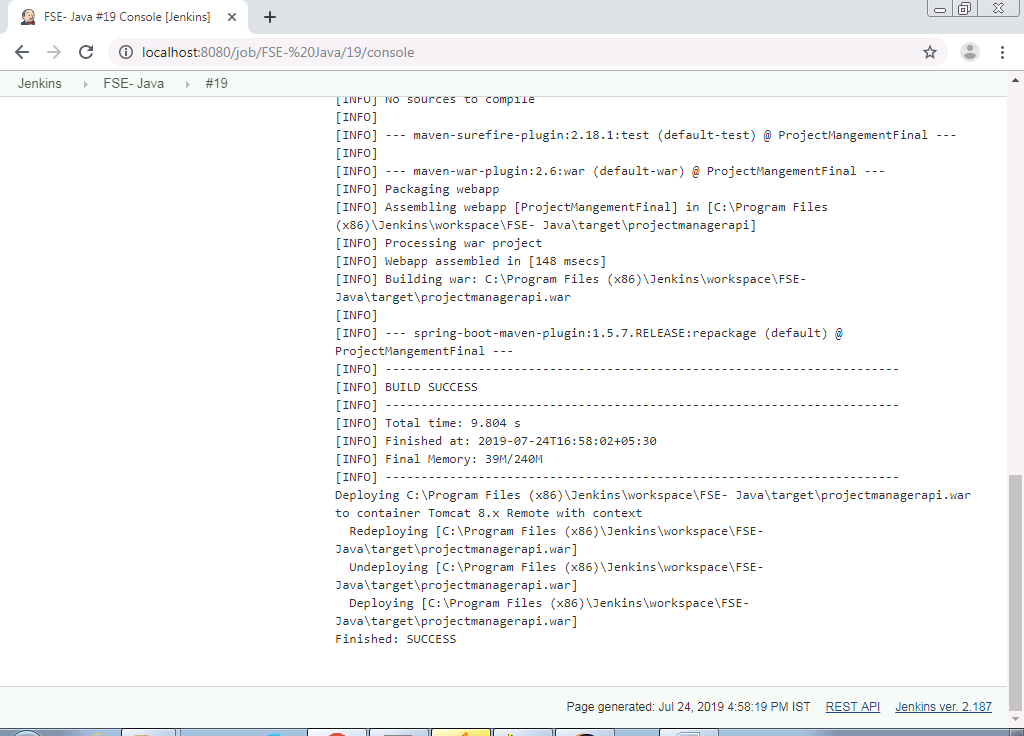 FSE- Java #19 Console [Jenkins]
localhost:8080/job/FSE-%20Java/19/console
Jenkins FSE- Java #19
[INFO] No sources to compile
[INFO]
[INFO] --- maven-surefire-plugin:2.18.1:test (default-test) @ ProjectMangementFinal ---
[INFO]
[INFO] --- maven-war-plugin:2.6:war (default-war) @ ProjectMangementFinal ---
[INFO] Packaging webapp
[INFO] Assembling webapp [ProjectMangementFinal] in [C:\Program Files
(x86)\Jenkins\workspace\FSE- Java\target\projectmanagerapi]
[INFO] Processing war project
[INFO] Webapp assembled in [148 msecs]
[INFO] Building war: C:\Program Files (x86)\Jenkins\workspace\FSE-
Java\target\projectmanagerapi.war
[INFO]
[INFO] --- spring-boot-maven-plugin:1.5.7.RELEASE:repackage (default) @
ProjectMangementFinal ---
[INFO] ------------------------------------------------------------------------
[INFO] BUILD SUCCESS
[INFO] ------------------------------------------------------------------------
[INFO] Total time: 9.804 s
[INFO] Finished at: 2019-07-24T16:58:02+05:30
[INFO] Final Memory: 39M/240M
[INFO] ------------------------------------------------------------------------
Deploying C:\Program Files (x86)\Jenkins\workspace\FSE- Java\target\projectmanagerapi.war
to container Tomcat 8.x Remote with context
Redeploying [C:\Program Files (x86)\Jenkins\workspace\FSE-
Java\target\projectmanagerapi.war]
Undeploying [C:\Program Files (x86)\Jenkins\workspace\FSE-
Java\target\projectmanagerapi.war]
Deploying [C:\Program Files (x86)\Jenkins\workspace\FSE-
Java\target\projectmanagerapi.war]
Finished: SUCCESS
Page generated: Jul 24, 2019 4:58:19 PM IST REST API Jenkins ver. 2.187